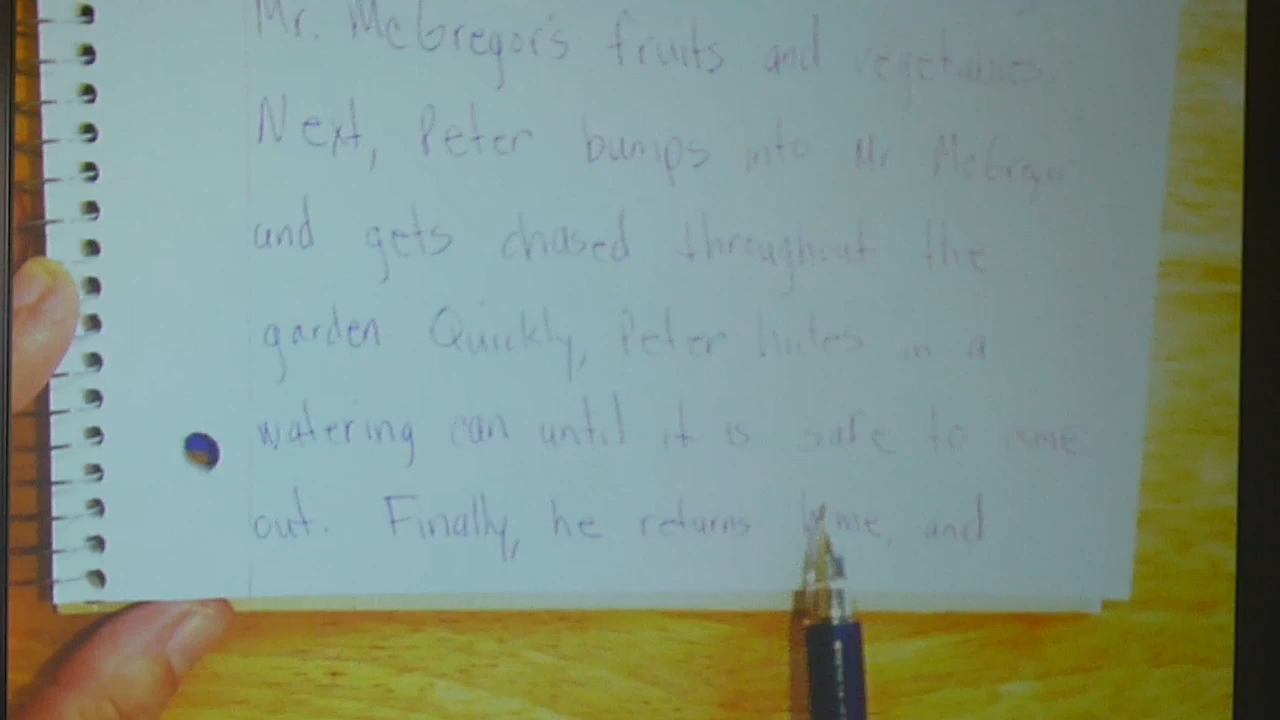 Mr. McGregor's fruits and vegetables.
Next, Peter bumps into Mr McGregor
and gets chased throughout the
garden Quickly, Peter hides in a
watering can until it is safe to come
out. Finally, he returns home, and